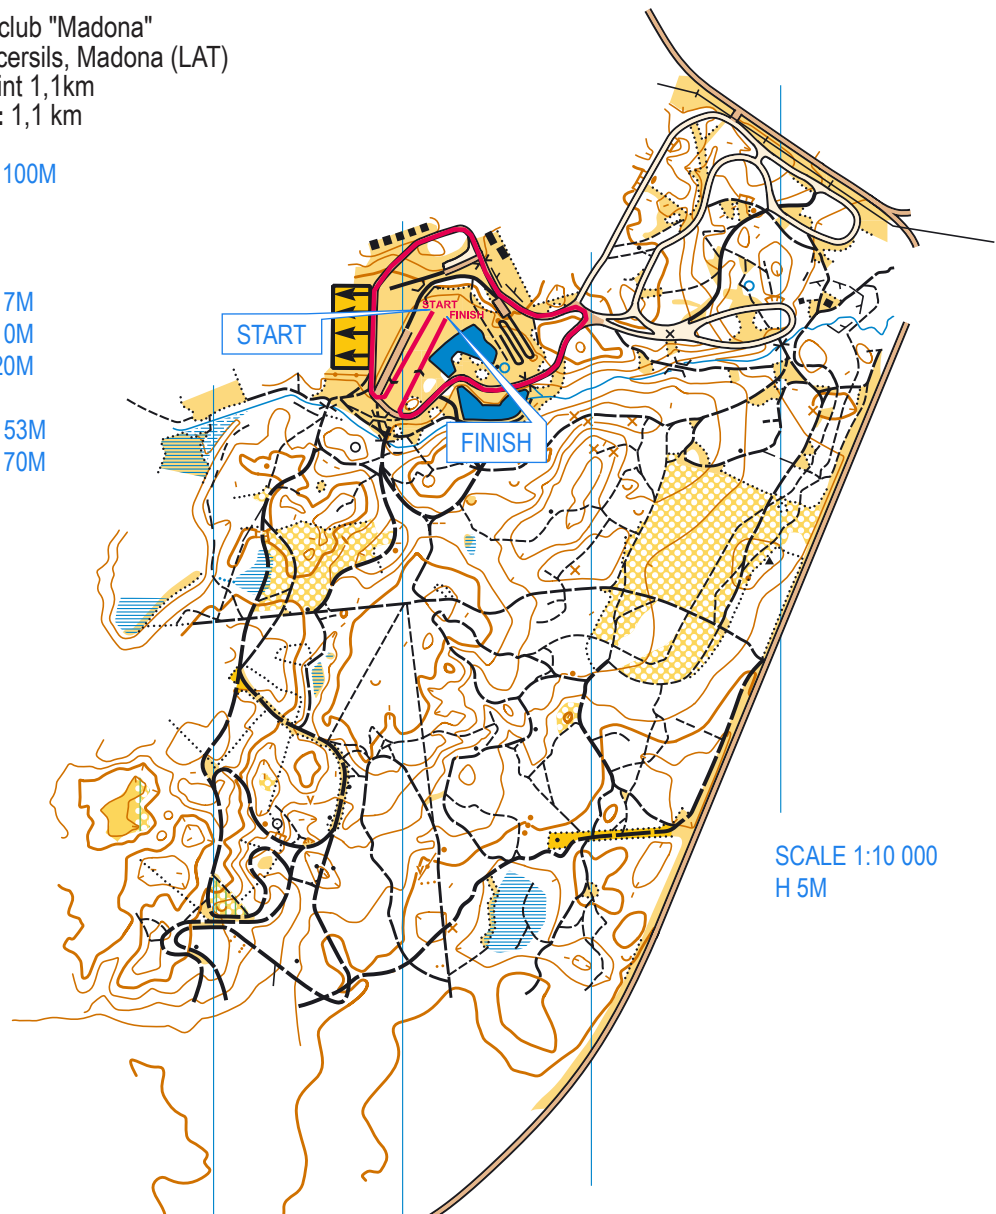 club "Madona"
cersils, Madona (LAT)
int 1,1km
: 1,1 km
100M
7M
0M
20M
53M
70M
START
FINISH
START
FINISH
SCALE 1:10 000
H 5M